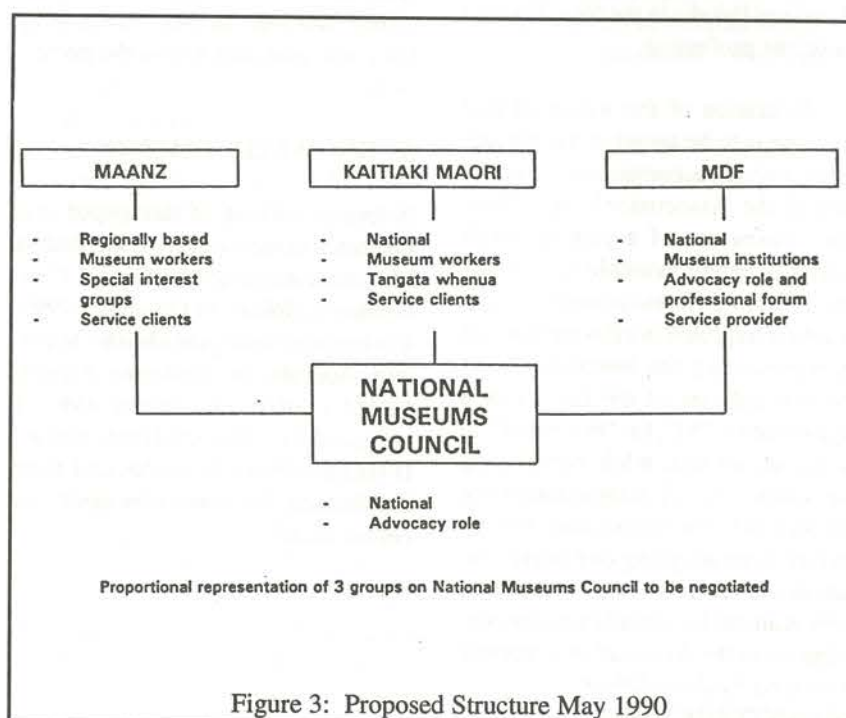 MAANZ
- Regionally based
- Museum workers
- Special interest
groups
- Service clients
KAITIAKI MAORI
- National
- Museum workers
- Tangata whenua
- Service clients
MDF
- National
- Museum institutions
- Advocacy role and
professional forum
- Service provider
NATIONAL
MUSEUMS
COUNCIL
- National
- Advocacy role
Proportional representation of 3 groups on National Museums Council to be negotiated
Figure 3: Proposed Structure May 1990